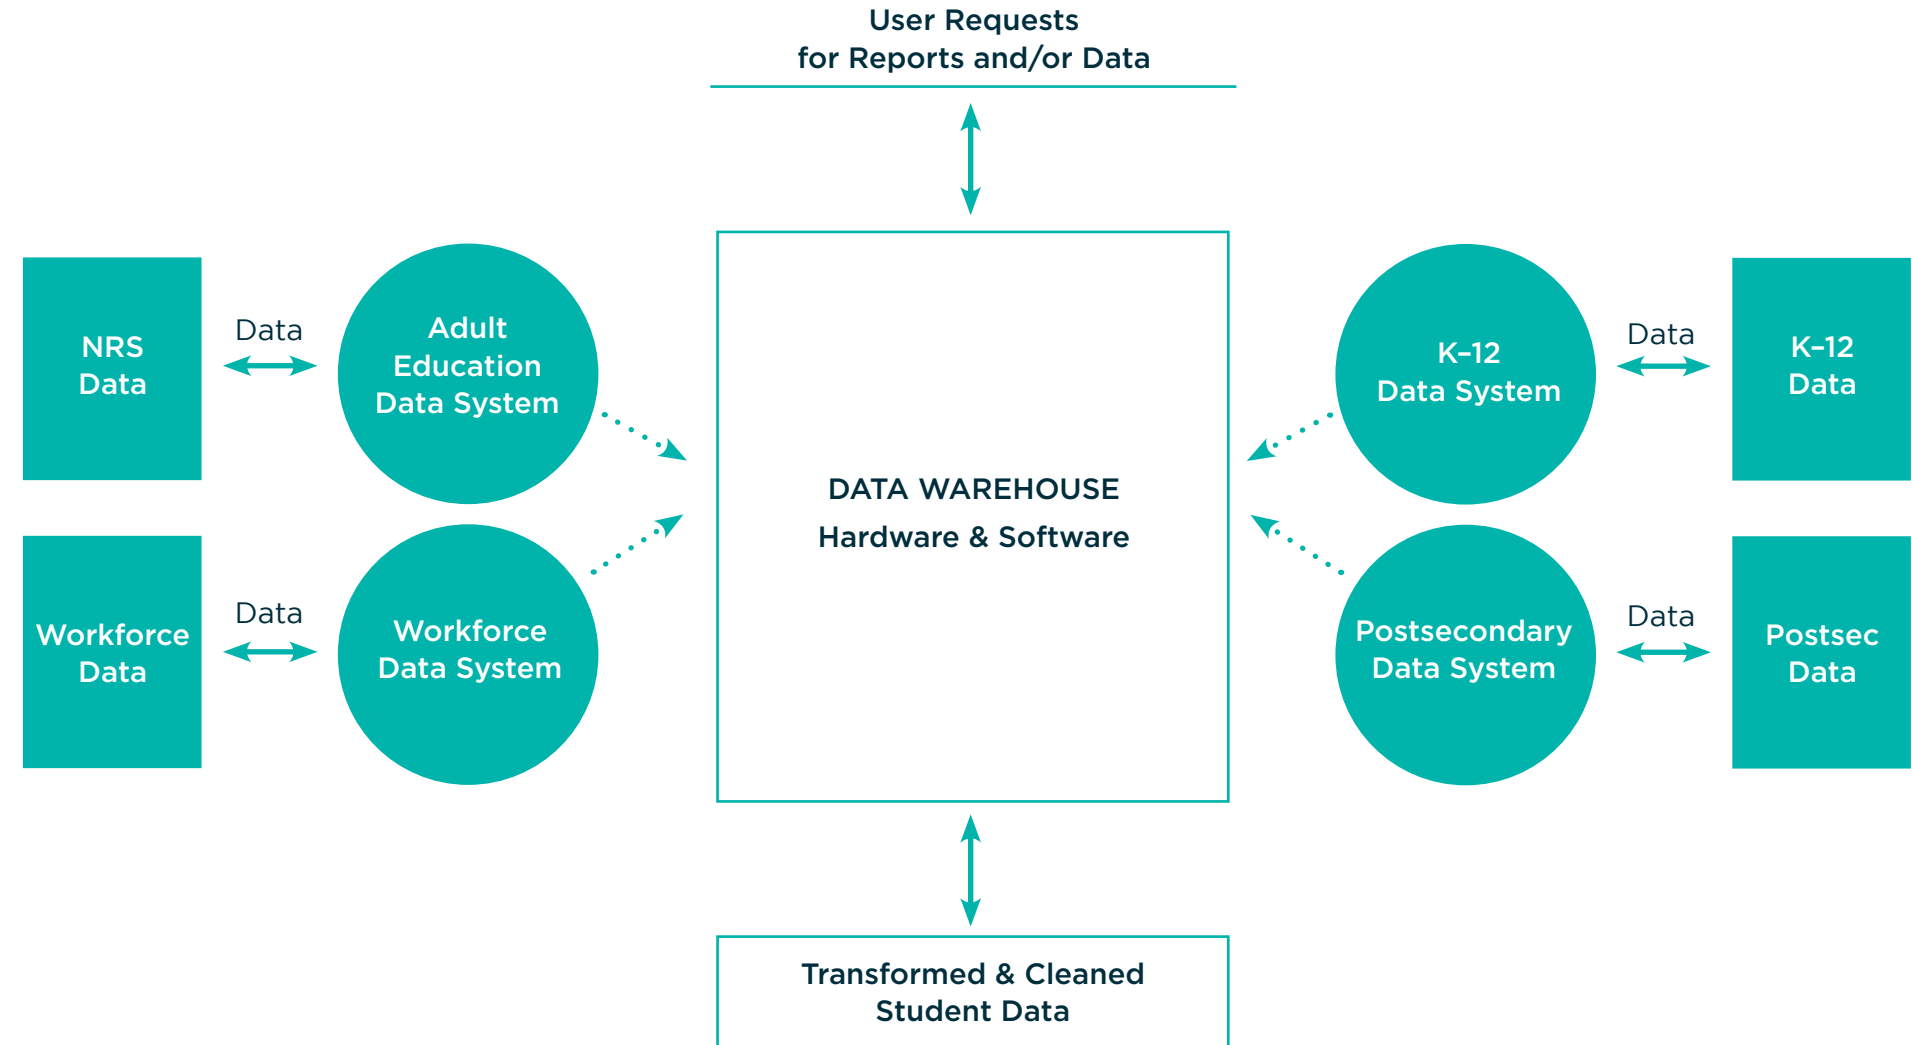 User Requests
for Reports and/or Data
NRS
Data
Data
Adult
Education
Data System
DATA WAREHOUSE
Hardware & Software
K–12
Data System
Data
K–12
Data
Workforce
Data
Data
Workforce
Data System
Postsecondary
Data System
Data
Postsec
Data
Transformed & Cleaned
Student Data